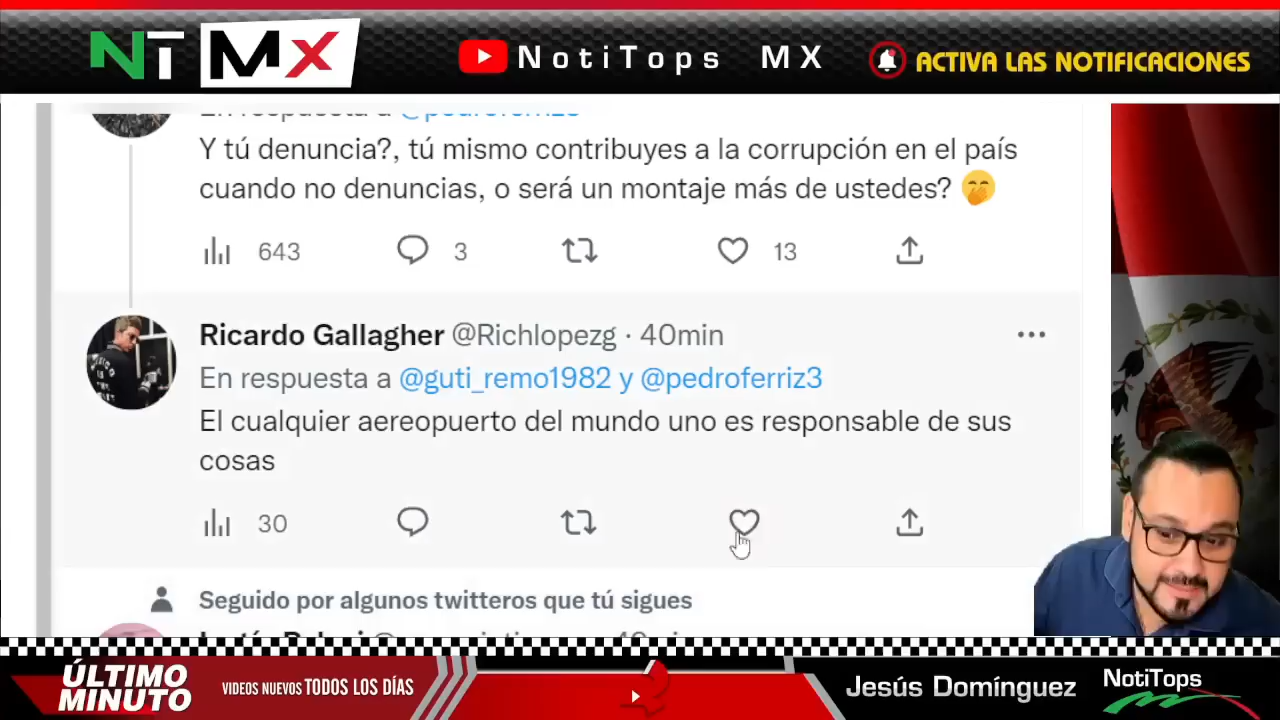 NT MX
NotiTops MX
ACTIVA LAS NOTIFICACIONES
En respuesta a @pedroferriz3
Y tú denuncia?, tú mismo contribuyes a la corrupción en el país
cuando no denuncias, o será un montaje más de ustedes? 🤭
643 3 13
Ricardo Gallagher @Richlopezg · 40min
En respuesta a @guti_remo1982 y @pedroferriz3
El cualquier aereopuerto del mundo uno es responsable de sus
cosas
30
Seguido por algunos twitteros que tú sigues
ÚLTIMO
MINUTO
VIDEOS NUEVOS TODOS LOS DÍAS
Jesús Domínguez
NotiTops